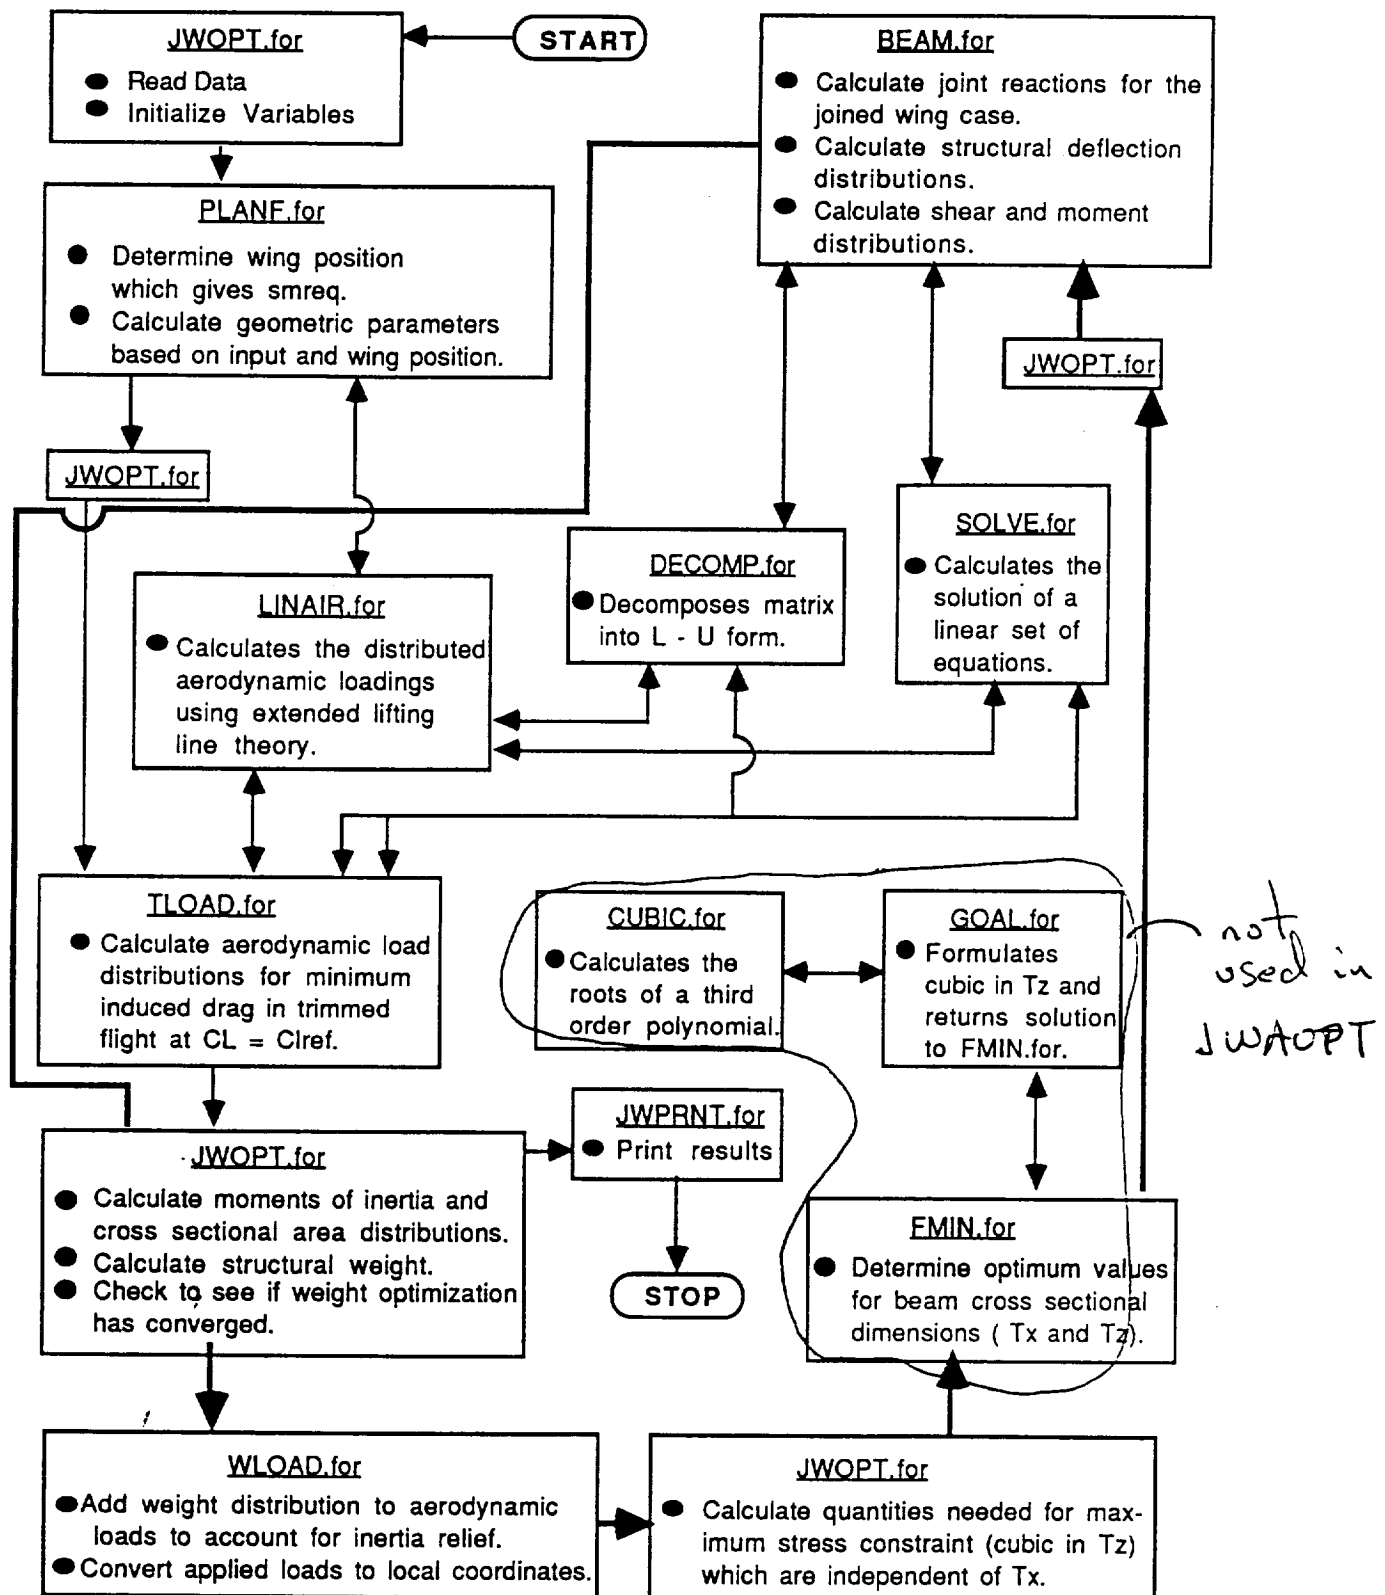 JWOPT.for
● Read Data
● Initialize Variables
START
BEAM.for
● Calculate joint reactions for the
joined wing case.
● Calculate structural deflection
distributions.
● Calculate shear and moment
distributions.
PLANF.for
● Determine wing position
which gives smreq.
● Calculate geometric parameters
based on input and wing position.
JWOPT.for
JWOPT.for
LINAIR.for
● Calculates the distributed
aerodynamic loadings
using extended lifting
line theory.
DECOMP.for
● Decomposes matrix
into L - U form.
SOLVE.for
● Calculates the
solution of a
linear set of
equations.
TLOAD.for
● Calculate aerodynamic load
distributions for minimum
induced drag in trimmed
flight at CL = Clref.
CUBIC.for
● Calculates the
roots of a third
order polynomial.
GOAL.for
● Formulates
cubic in Tz and
returns solution
to FMIN.for.
not
used in
JWAOPT
JWOPT.for
● Calculate moments of inertia and
cross sectional area distributions.
● Calculate structural weight.
● Check to see if weight optimization
has converged.
JWPRNT.for
● Print results
STOP
FMIN.for
● Determine optimum values
for beam cross sectional
dimensions ( Tx and Tz).
WLOAD.for
● Add weight distribution to aerodynamic
loads to account for inertia relief.
● Convert applied loads to local coordinates.
JWOPT.for
● Calculate quantities needed for max-
imum stress constraint (cubic in Tz)
which are independent of Tx.